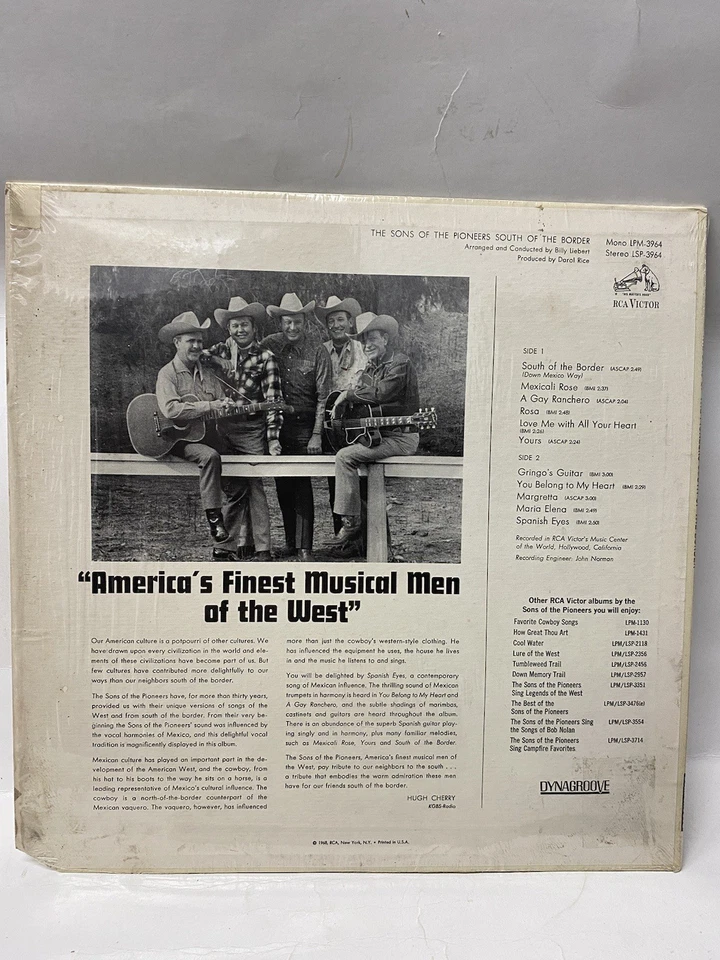 THE SONS OF THE PIONEERS SOUTH OF THE BORDER
Arranged and Conducted by Billy Liebert
Produced by Darol Rice
Mono LPM-3964
Stereo LSP-3964
"HIS MASTER'S VOICE"
RCA VICTOR
SIDE 1
South of the Border (ASCAP 2:49)
(Down Mexico Way)
Mexicali Rose (BMI 2:37)
A Gay Ranchero (ASCAP 2:04)
Rosa (BMI 2:48)
Love Me with All Your Heart
(BMI 2:26)
Yours (ASCAP 2:24)
SIDE 2
Gringo's Guitar (BMI 3:00)
You Belong to My Heart (BMI 2:29)
Margretta (ASCAP 3:00)
Maria Elena (BMI 2:49)
Spanish Eyes (BMI 2:50)
Recorded in RCA Victor's Music Center
of the World, Hollywood, California
Recording Engineer: John Norman
"America's Finest Musical Men
of the West"
Our American culture is a potpourri of other cultures. We
have drawn upon every civilization in the world and ele-
ments of these civilizations have become part of us. But
few cultures have contributed more delightfully to our
ways than our neighbors south of the border.
The Sons of the Pioneers have, for more than thirty years,
provided us with their unique versions of songs of the
West and from south of the border. From their very be-
ginning the Sons of the Pioneers' sound was influenced by
the vocal harmonies of Mexico, and this delightful vocal
tradition is magnificently displayed in this album.
Mexican culture has played an important part in the de-
velopment of the American West, and the cowboy, from
his hat to his boots to the way he sits on a horse, is a
leading representative of Mexico's cultural influence. The
cowboy is a north-of-the-border counterpart of the
Mexican vaquero. The vaquero, however, has influenced
more than just the cowboy's western-style clothing. He
has influenced the equipment he uses, the house he lives
in and the music he listens to and sings.
You will be delighted by Spanish Eyes, a contemporary
song of Mexican influence. The thrilling sound of Mexican
trumpets in harmony is heard in You Belong to My Heart and
A Gay Ranchero, and the subtle shadings of marimbas,
castinets and guitars are heard throughout the album.
There is an abundance of the superb Spanish guitar play-
ing singly and in harmony, plus many familiar melodies,
such as Mexicali Rose, Yours and South of the Border.
The Sons of the Pioneers, America's finest musical men of
the West, pay tribute to our neighbors to the south . . .
a tribute that embodies the warm admiration these men
have for our friends south of the border.
HUGH CHERRY
KGBS-Radio
Other RCA Victor albums by the
Sons of the Pioneers you will enjoy:
Favorite Cowboy Songs LPM-1130
How Great Thou Art LPM-1431
Cool Water LPM/LSP-2118
Lure of the West LPM/LSP-2356
Tumbleweed Trail LPM/LSP-2456
Down Memory Trail LPM/LSP-2957
The Sons of the Pioneers LPM/LSP-3351
Sing Legends of the West
The Best of the LPM/LSP-3476(e)
Sons of the Pioneers
The Sons of the Pioneers Sing LPM/LSP-3554
the Songs of Bob Nolan
The Sons of the Pioneers LPM/LSP-3714
Sing Campfire Favorites
DYNAGROOVE
© 1968, RCA, New York, N.Y. • Printed in U.S.A.